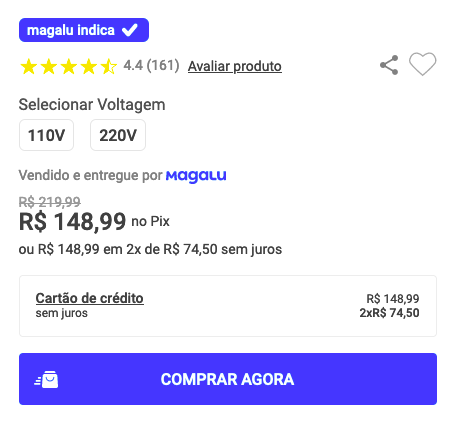 magalu indica
4.4 (161) Avaliar produto
Selecionar Voltagem
110V 220V
Vendido e entregue por Magalu
R$ 219,99
R$ 148,99 no Pix
ou R$ 148,99 em 2x de R$ 74,50 sem juros
Cartão de crédito R$ 148,99
sem juros 2xR$ 74,50
COMPRAR AGORA